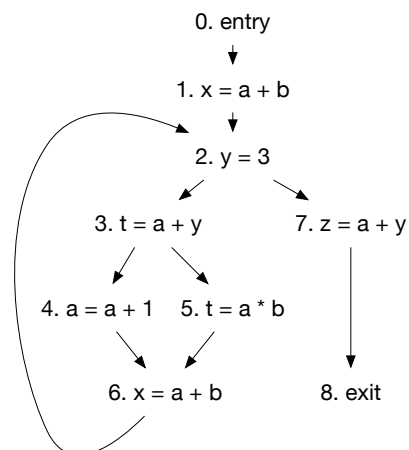 0. entry
1. x = a + b
2. y = 3
3. t = a + y
7. z = a + y
4. a = a + 1
5. t = a * b
6. x = a + b
8. exit